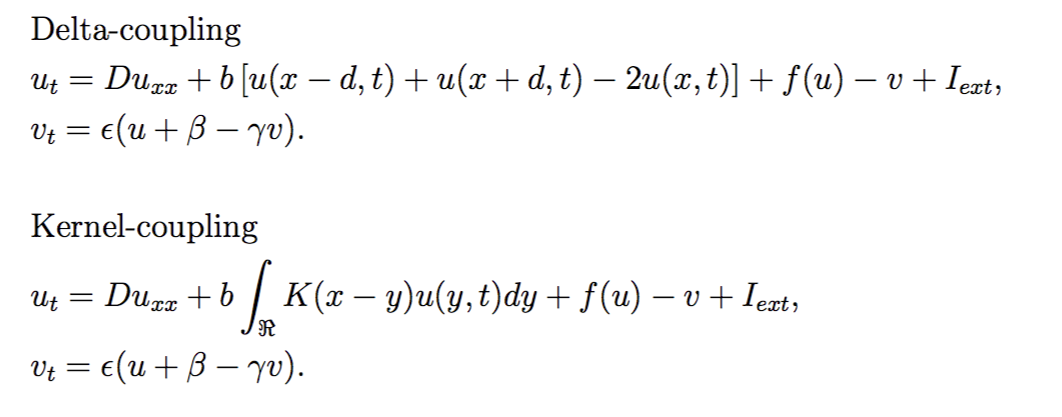 Delta-coupling
u_t = Du_{xx} + b [u(x − d, t) + u(x + d, t) − 2u(x, t)] + f(u) − v + I_{ext},
v_t = ϵ(u + β − γv).
Kernel-coupling
u_t = Du_{xx} + b ∫_ℜ K(x − y)u(y, t)dy + f(u) − v + I_{ext},
v_t = ϵ(u + β − γv).